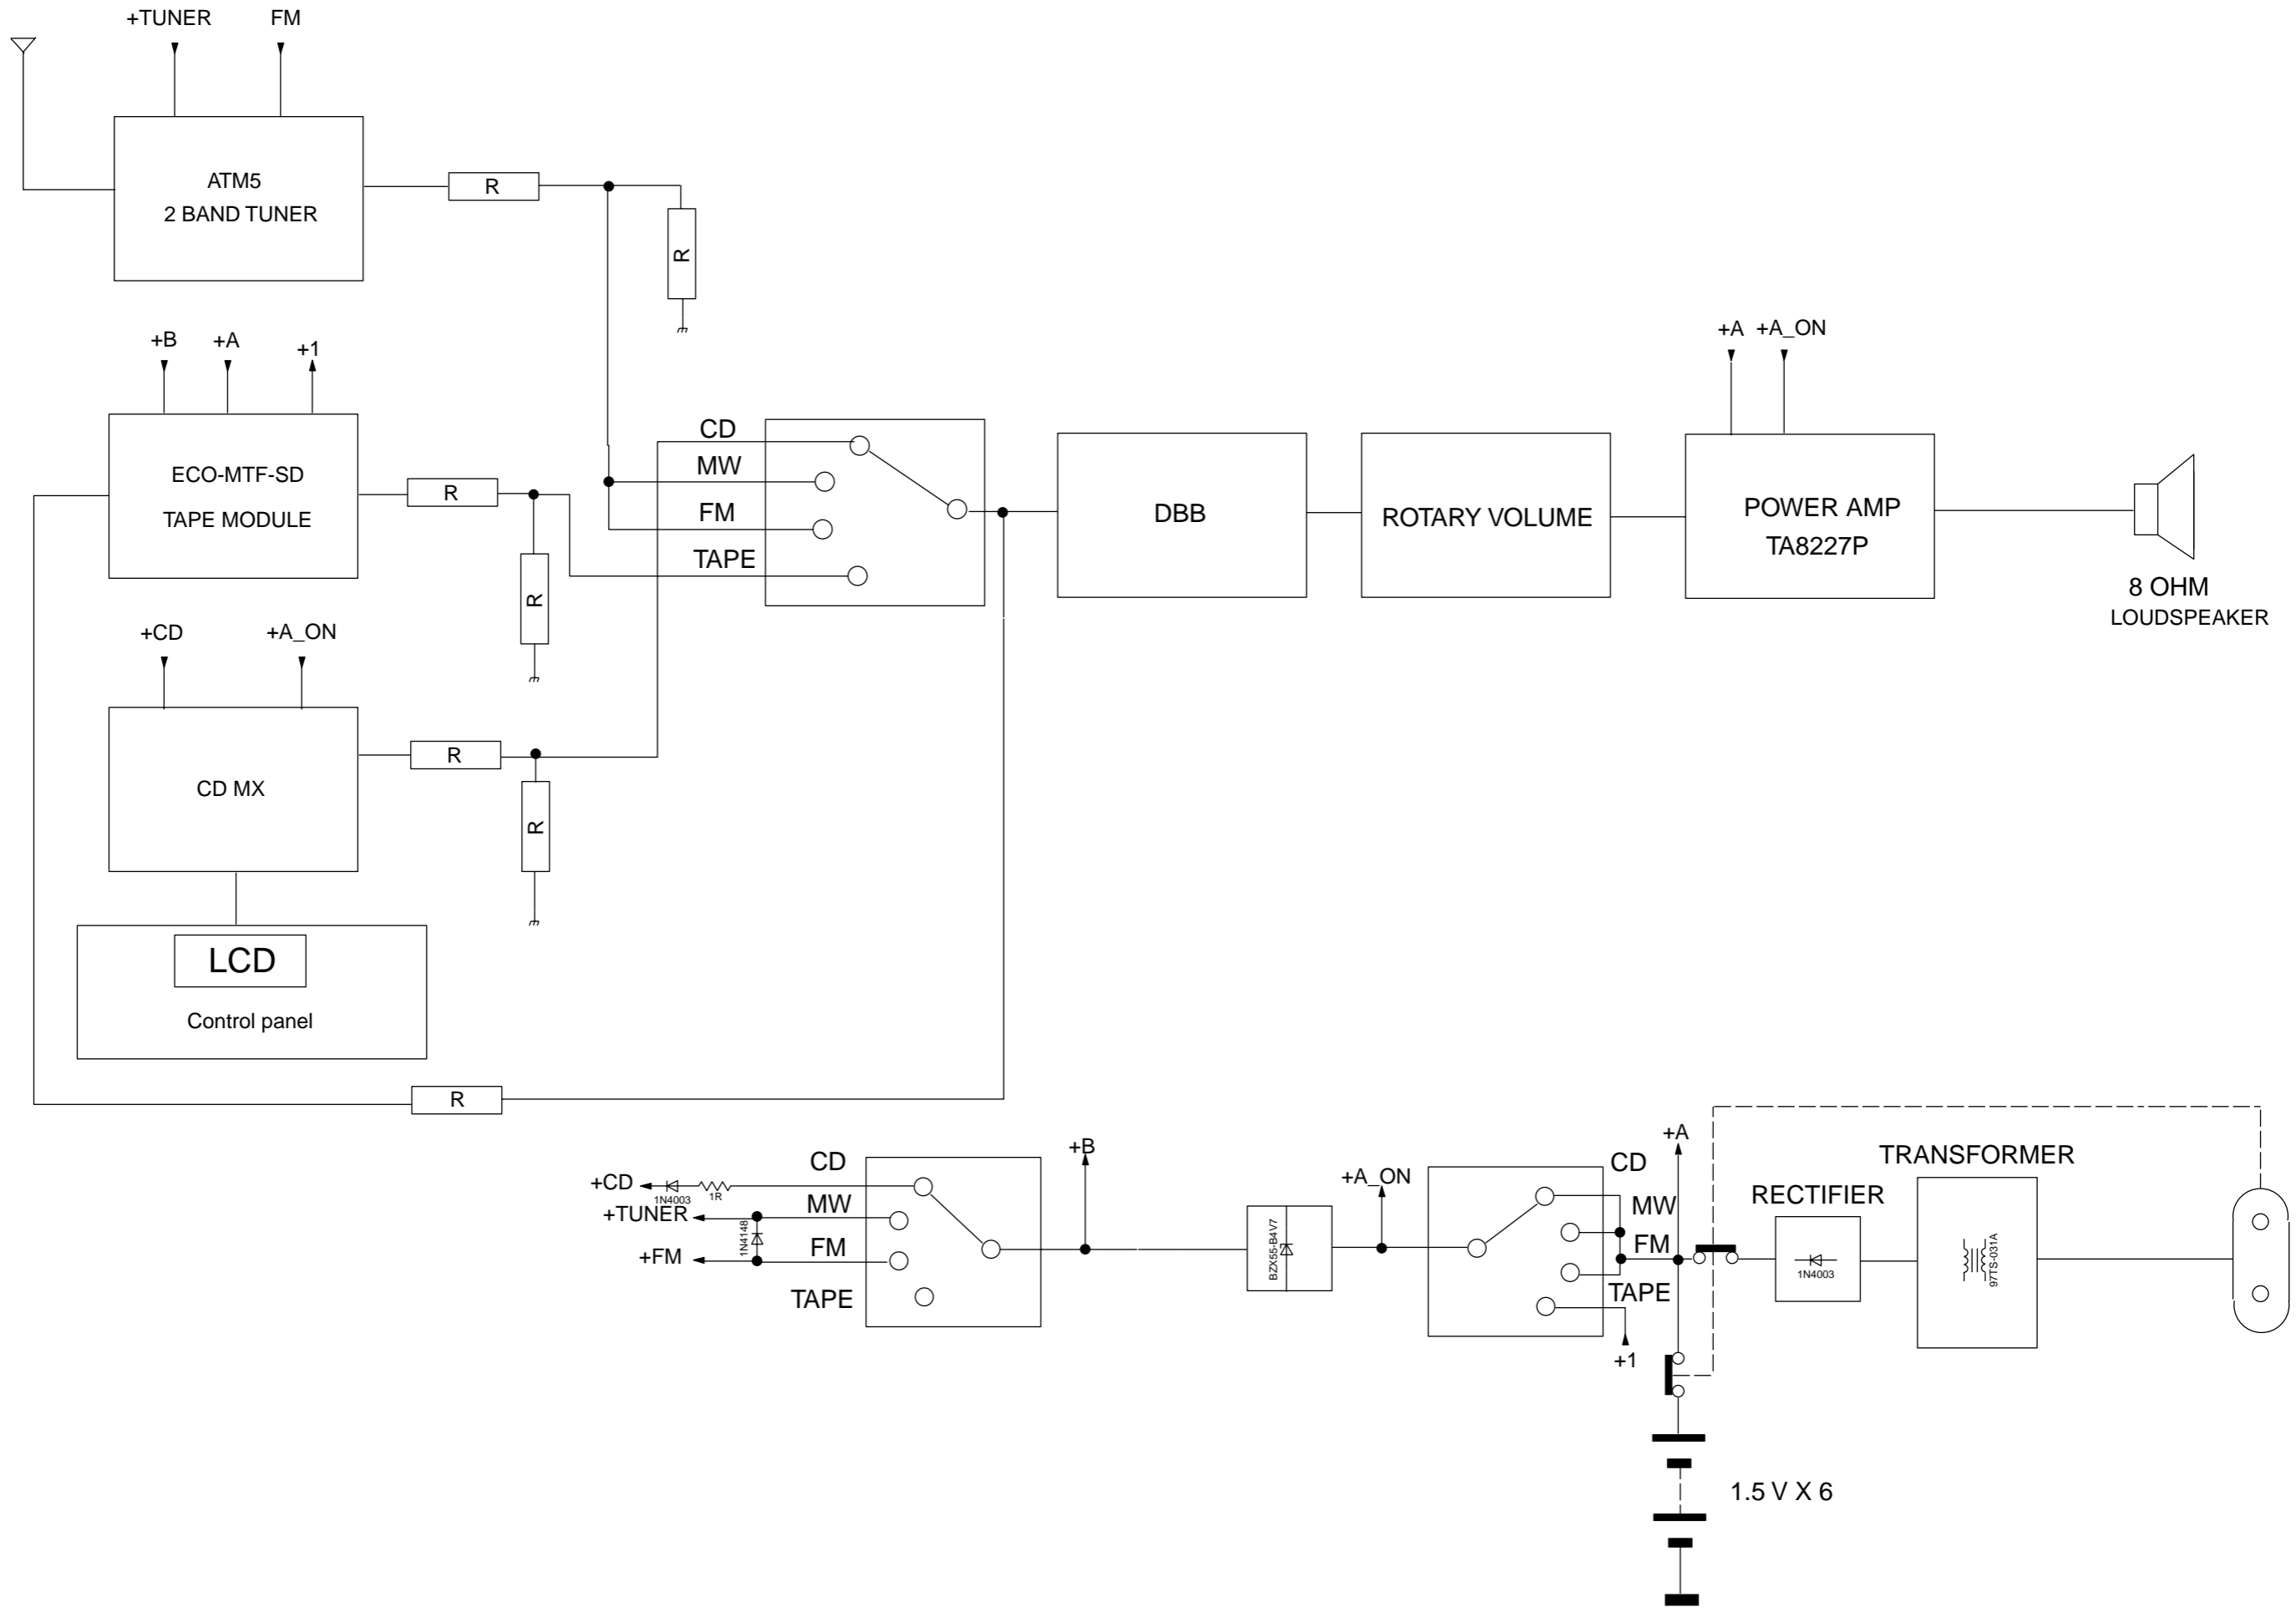 +TUNER
FM
ATM5
2 BAND TUNER
R
R
+B
+A
+1
ECO-MTF-SD
TAPE MODULE
R
R
+CD
+A_ON
CD MX
R
R
LCD
Control panel
R
CD
MW
FM
TAPE
DBB
ROTARY VOLUME
+A
+A_ON
POWER AMP
TA8227P
8 OHM
LOUDSPEAKER
+CD
1N4003
1R
CD
+TUNER
MW
1N4148
+FM
FM
TAPE
+B
BZX55-B4V7
+A_ON
CD
MW
FM
TAPE
+1
+A
RECTIFIER
1N4003
TRANSFORMER
97TS-031A
1.5 V X 6